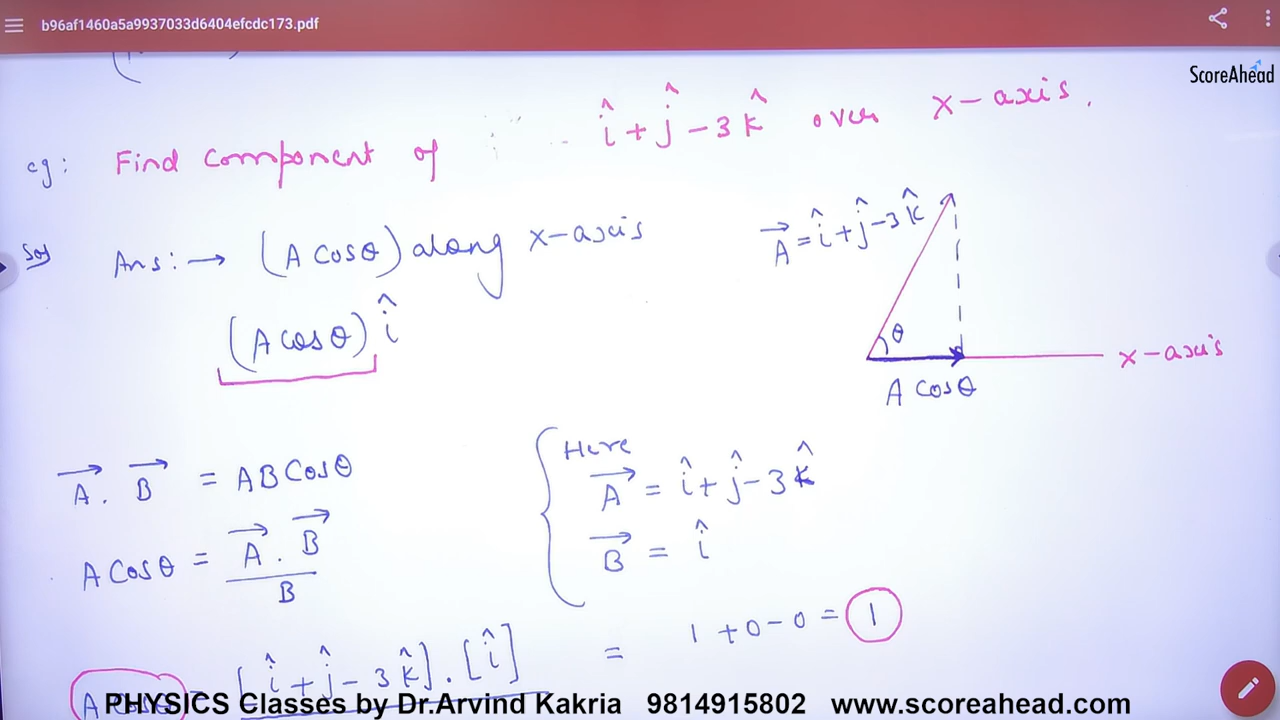 b96af1460a5a9937033d6404efcdc173.pdf
ScoreAhead
eg: Find component of î + ĵ - 3k̂ over x-axis.
Sol Ans: → (A cosθ) along x-axis
(A cosθ) î
A⃗ = î + ĵ - 3k̂
θ
x-axis
A cosθ
A⃗ . B⃗ = AB Cosθ
A Cosθ = A⃗ . B⃗ / B
Here
A⃗ = î + ĵ - 3k̂
B⃗ = î
[î + ĵ - 3k̂] . [î] = 1 + 0 - 0 = 1
PHYSICS Classes by Dr.Arvind Kakria 9814915802 www.scoreahead.com